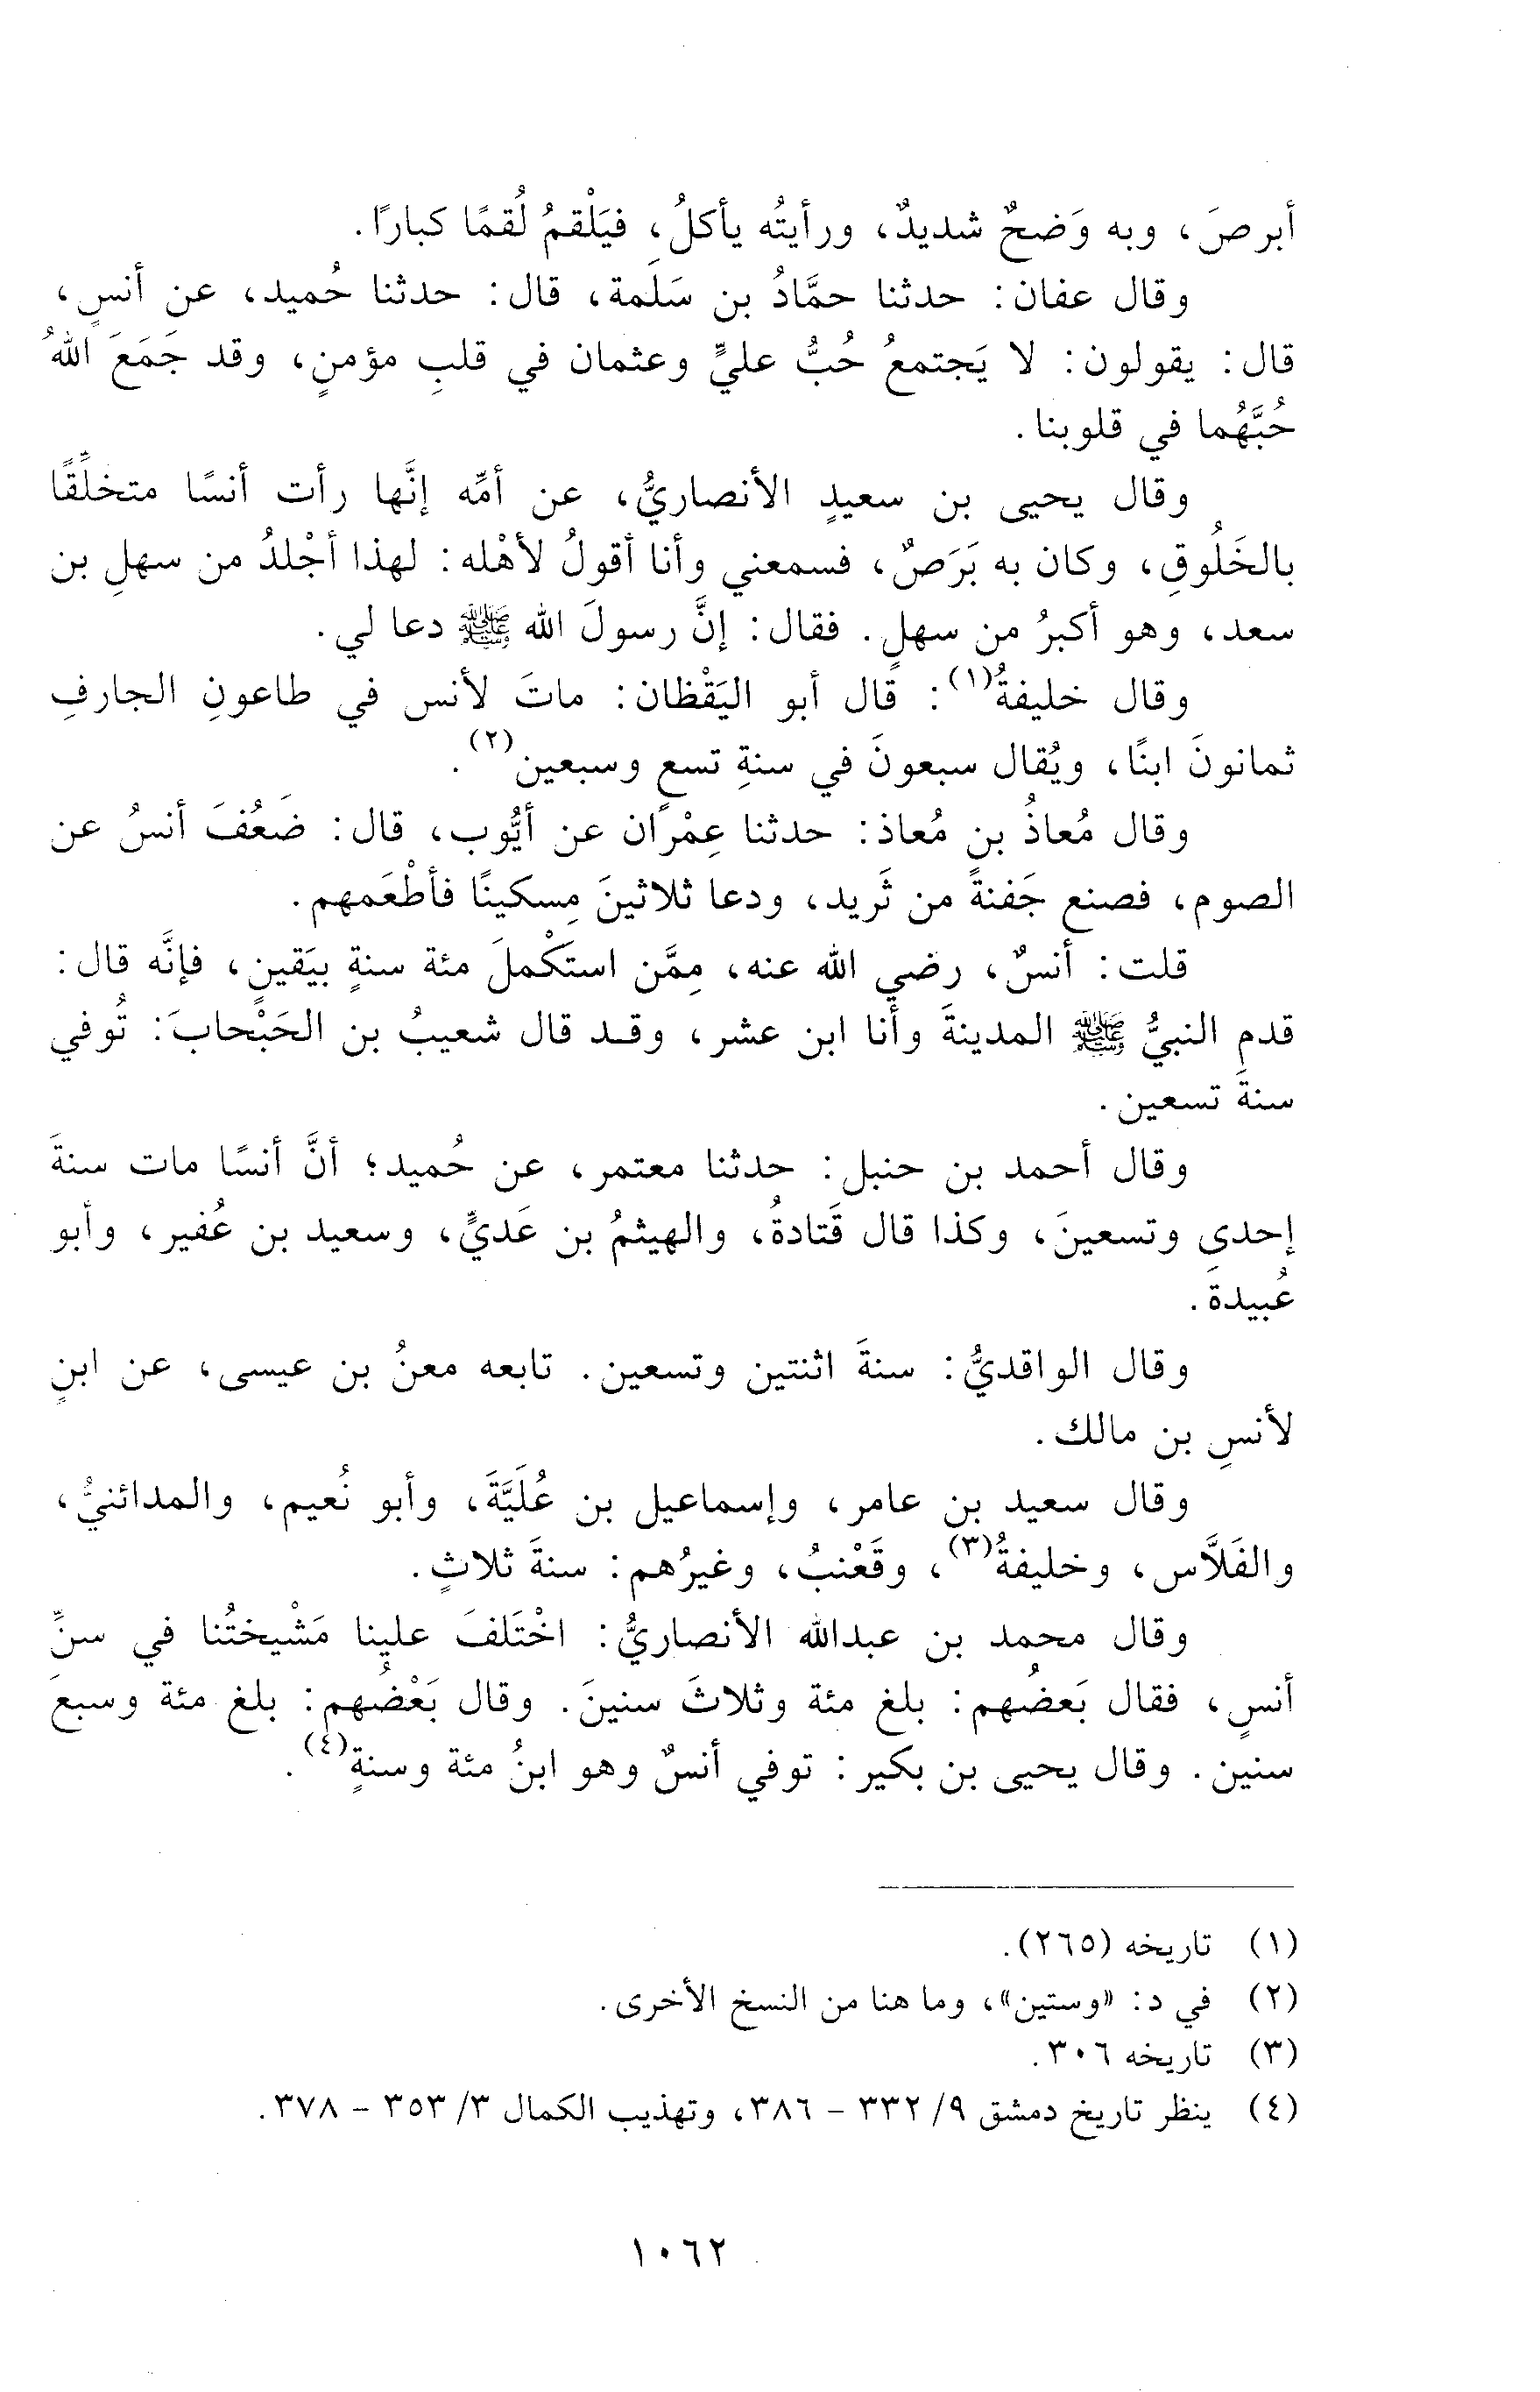 أبرصَ، وبه وَضحٌ شديدٌ، ورأيتُه يأكلُ، فيَلْقمُ لُقمًا كبارًا.
وقال عفان: حدثنا حمَّادُ بن سَلَمة، قال: حدثنا حُميد، عن أنسٍ،
قال: يقولون: لا يَجتمعُ حُبُّ عليٍّ وعثمان في قلبِ مؤمنٍ، وقد جَمَعَ اللهُ
حُبَّهُما في قلوبنا.
وقال يحيى بن سعيدٍ الأنصاريُّ، عن أمِّه إنَّها رأت أنسًا متخلِّقًا
بالخَلُوقِ، وكان به بَرَصٌ، فسمعني وأنا أقولُ لأهْله: لهذا أجْلدُ من سهلِ بن
سعد، وهو أكبرُ من سهلٍ. فقال: إنَّ رسولَ الله ﷺ دعا لي.
وقال خليفةُ(١): قال أبو اليَقْظان: ماتَ لأنس في طاعونِ الجارفِ
ثمانونَ ابنًا، ويُقال سبعونَ في سنةِ تسعٍ وسبعين(٢).
وقال مُعاذُ بن مُعاذ: حدثنا عِمْران عن أيُّوب، قال: ضَعُفَ أنسُ عن
الصوم، فصنع جَفنةً من ثَريد، ودعا ثلاثينَ مِسكينًا فأطْعَمهم.
قلت: أنسٌ، رضي الله عنه، مِمَّن استَكْملَ مئة سنةٍ بيَقينٍ، فإنَّه قال:
قدم النبيُّ ﷺ المدينةَ وأنا ابن عشر، وقد قال شعيبُ بن الحَبْحاب: تُوفي
سنةَ تسعين.
وقال أحمد بن حنبل: حدثنا معتمر، عن حُميد؛ أنَّ أنسًا مات سنةَ
إحدى وتسعينَ، وكذا قال قَتادةُ، والهيثمُ بن عَديٍّ، وسعيد بن عُفير، وأبو
عُبيدةَ.
وقال الواقديُّ: سنةَ اثنتين وتسعين. تابعه معنُ بن عيسى، عن ابنٍ
لأنسِ بن مالك.
وقال سعيد بن عامر، وإسماعيل بن عُلَيَّةَ، وأبو نُعيم، والمدائنيُّ،
والفَلاَّس، وخليفةُ(٣)، وقَعْنبُ، وغيرُهم: سنةَ ثلاثٍ.
وقال محمد بن عبدالله الأنصاريُّ: اخْتَلفَ علينا مَشْيختُنا في سنِّ
أنسٍ، فقال بَعضُهم: بلغ مئة وثلاثَ سنينَ. وقال بَعْضُهم: بلغ مئة وسبعَ
سنين. وقال يحيى بن بكير: توفي أنسٌ وهو ابنُ مئة وسنةٍ(٤).
(١) تاريخه (٢٦٥).
(٢) في د: «وستين»، وما هنا من النسخ الأخرى.
(٣) تاريخه ٣٠٦.
(٤) ينظر تاريخ دمشق ٩/ ٣٣٢ - ٣٨٦، وتهذيب الكمال ٣/ ٣٥٣ - ٣٧٨.
١٠٦٢